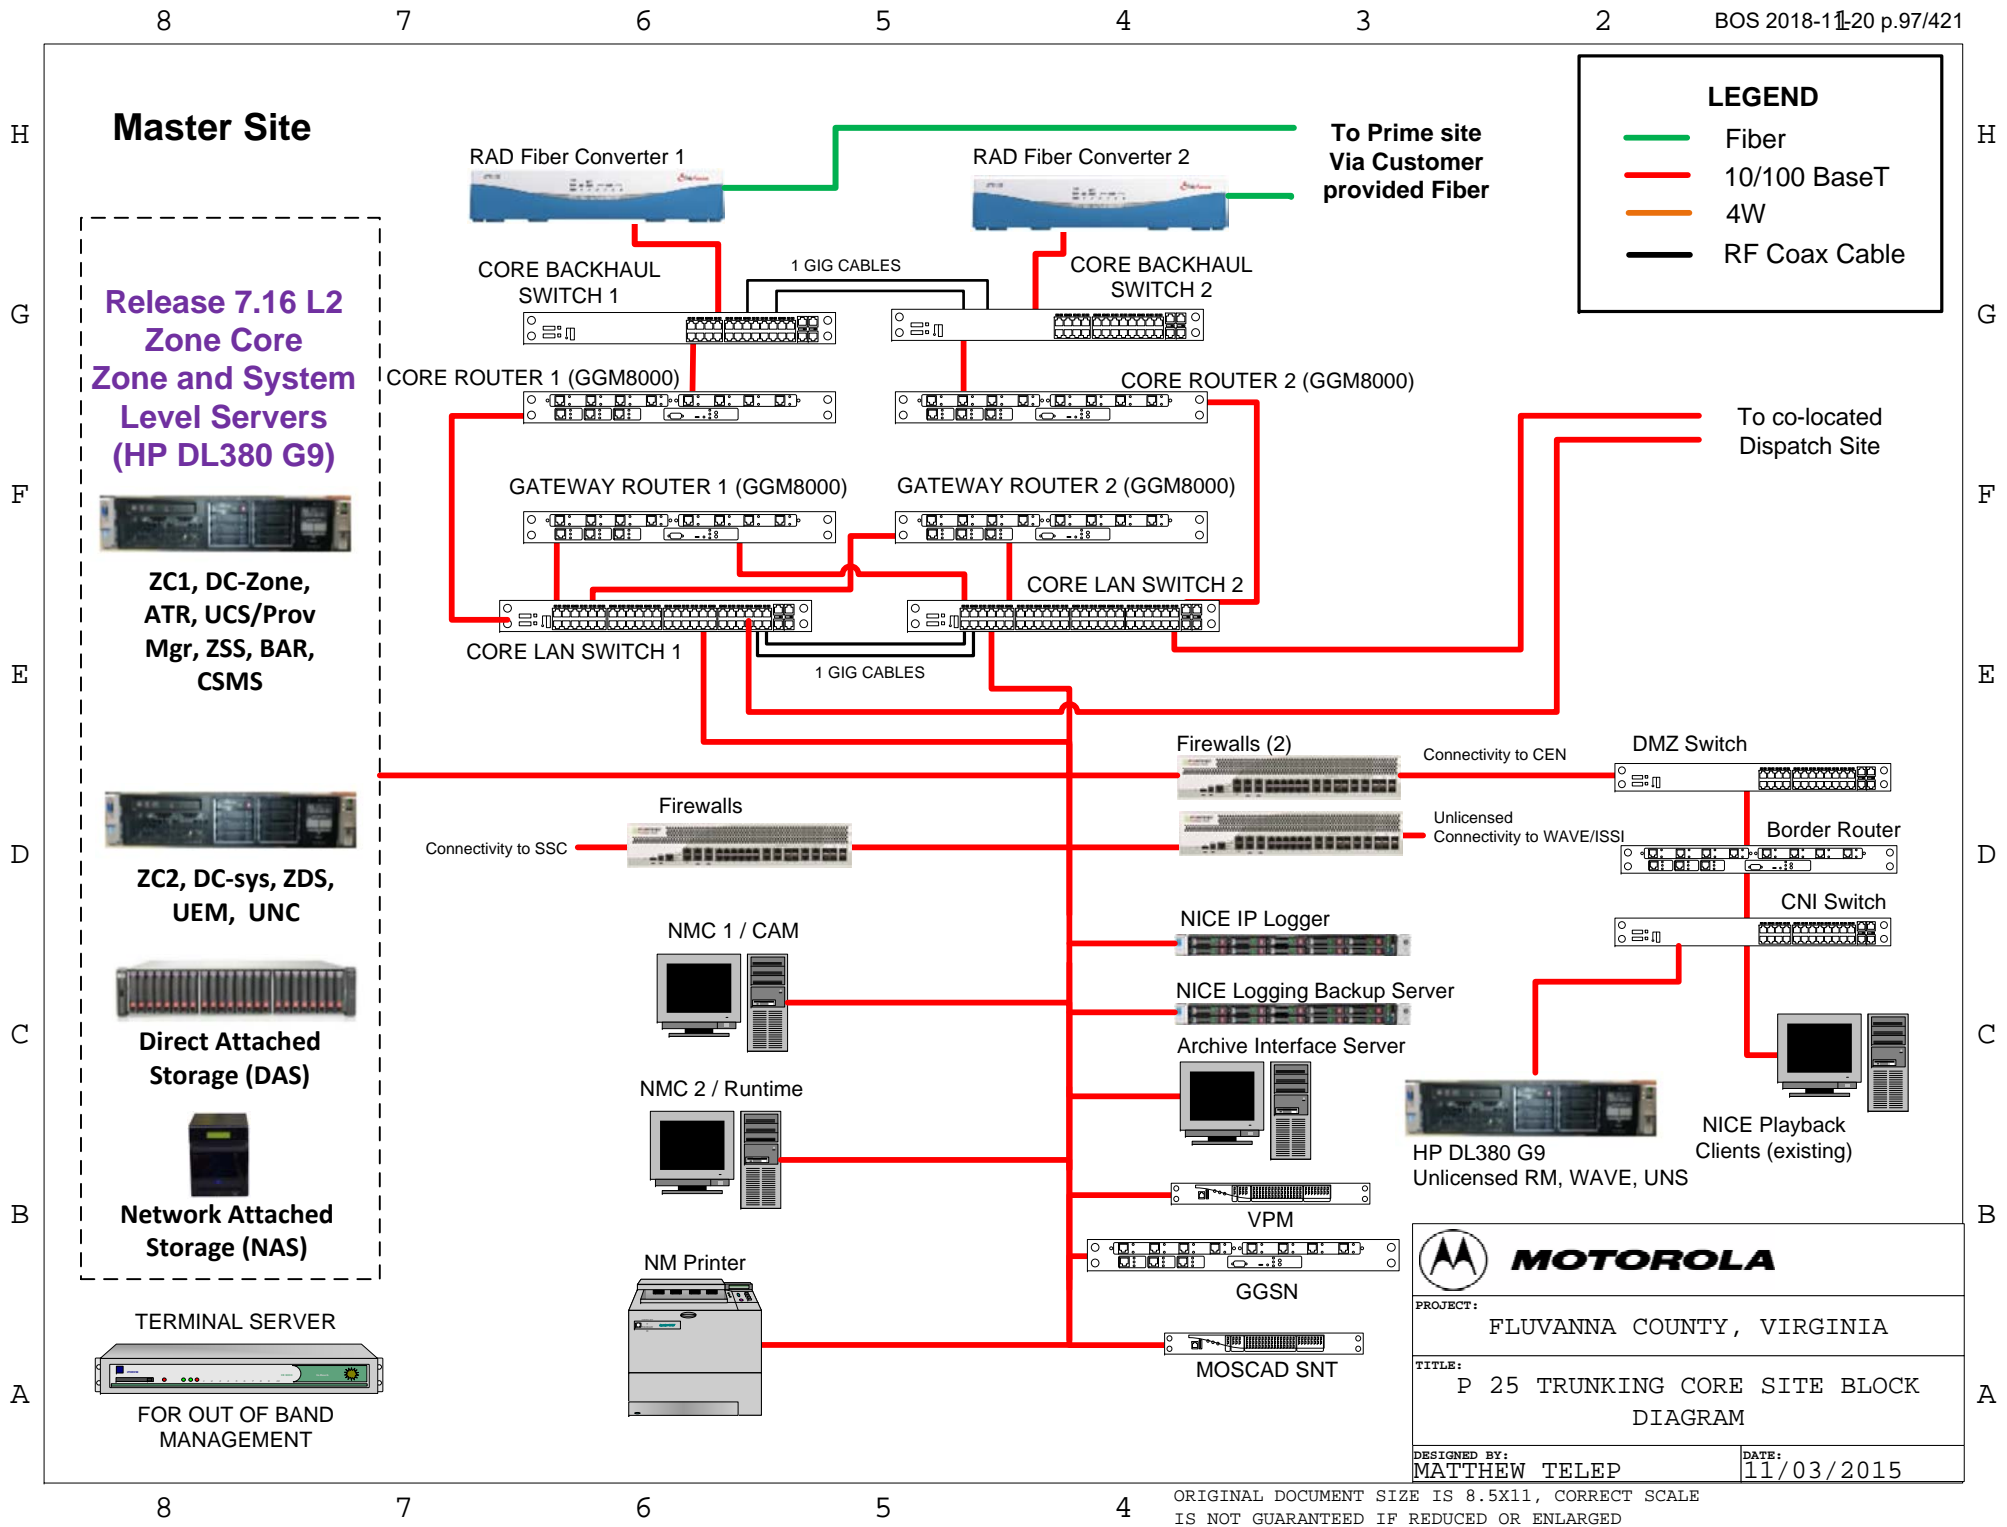 8 7 6 5 4 3 2 1
BOS 2018-11-20 p.97/421
H
G
F
E
D
C
B
A
Master Site
Release 7.16 L2
Zone Core
Zone and System
Level Servers
(HP DL380 G9)
ZC1, DC-Zone,
ATR, UCS/Prov
Mgr, ZSS, BAR,
CSMS
ZC2, DC-sys, ZDS,
UEM, UNC
Direct Attached
Storage (DAS)
Network Attached
Storage (NAS)
TERMINAL SERVER
FOR OUT OF BAND
MANAGEMENT
RAD Fiber Converter 1
RAD Fiber Converter 2
To Prime site
Via Customer
provided Fiber
LEGEND
Fiber
10/100 BaseT
4W
RF Coax Cable
CORE BACKHAUL
SWITCH 1
1 GIG CABLES
CORE BACKHAUL
SWITCH 2
CORE ROUTER 1 (GGM8000)
CORE ROUTER 2 (GGM8000)
To co-located
Dispatch Site
GATEWAY ROUTER 1 (GGM8000)
GATEWAY ROUTER 2 (GGM8000)
CORE LAN SWITCH 2
CORE LAN SWITCH 1
1 GIG CABLES
Firewalls (2)
Connectivity to CEN
DMZ Switch
Firewalls
Connectivity to SSC
Unlicensed
Connectivity to WAVE/ISSI
Border Router
CNI Switch
NMC 1 / CAM
NICE IP Logger
NICE Logging Backup Server
Archive Interface Server
NMC 2 / Runtime
HP DL380 G9
Unlicensed RM, WAVE, UNS
NICE Playback
Clients (existing)
VPM
NM Printer
GGSN
MOSCAD SNT
MOTOROLA
PROJECT:
FLUVANNA COUNTY, VIRGINIA
TITLE:
P 25 TRUNKING CORE SITE BLOCK
DIAGRAM
DESIGNED BY:
MATTHEW TELEP
DATE:
11/03/2015
H
G
F
E
D
C
B
A
8 7 6 5 4
ORIGINAL DOCUMENT SIZE IS 8.5X11, CORRECT SCALE
IS NOT GUARANTEED IF REDUCED OR ENLARGED